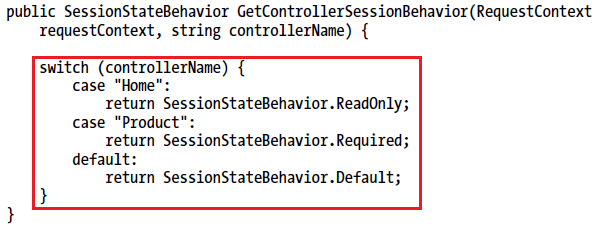 public SessionStateBehavior GetControllerSessionBehavior(RequestContext
requestContext, string controllerName) {
switch (controllerName) {
case "Home":
return SessionStateBehavior.ReadOnly;
case "Product":
return SessionStateBehavior.Required;
default:
return SessionStateBehavior.Default;
}
}